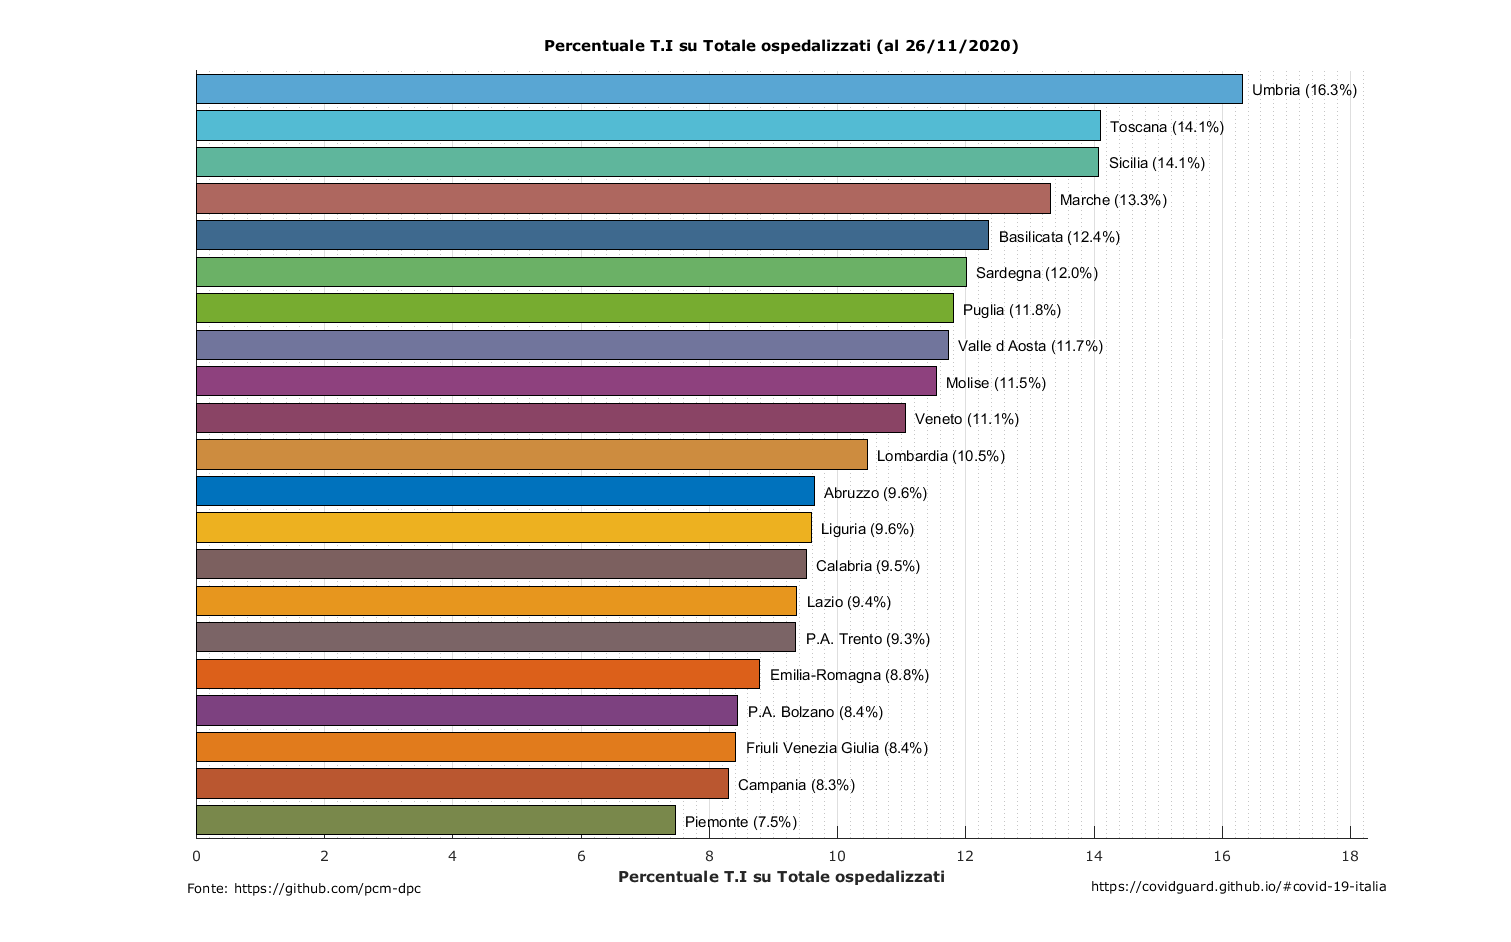 Percentuale T.I su Totale ospedalizzati (al 26/11/2020)
Umbria (16.3%)
Toscana (14.1%)
Sicilia (14.1%)
Marche (13.3%)
Basilicata (12.4%)
Sardegna (12.0%)
Puglia (11.8%)
Valle d Aosta (11.7%)
Molise (11.5%)
Veneto (11.1%)
Lombardia (10.5%)
Abruzzo (9.6%)
Liguria (9.6%)
Calabria (9.5%)
Lazio (9.4%)
P.A. Trento (9.3%)
Emilia-Romagna (8.8%)
P.A. Bolzano (8.4%)
Friuli Venezia Giulia (8.4%)
Campania (8.3%)
Piemonte (7.5%)
0 2 4 6 8 10 12 14 16 18
Percentuale T.I su Totale ospedalizzati
Fonte: https://github.com/pcm-dpc
https://covidguard.github.io/#covid-19-italia